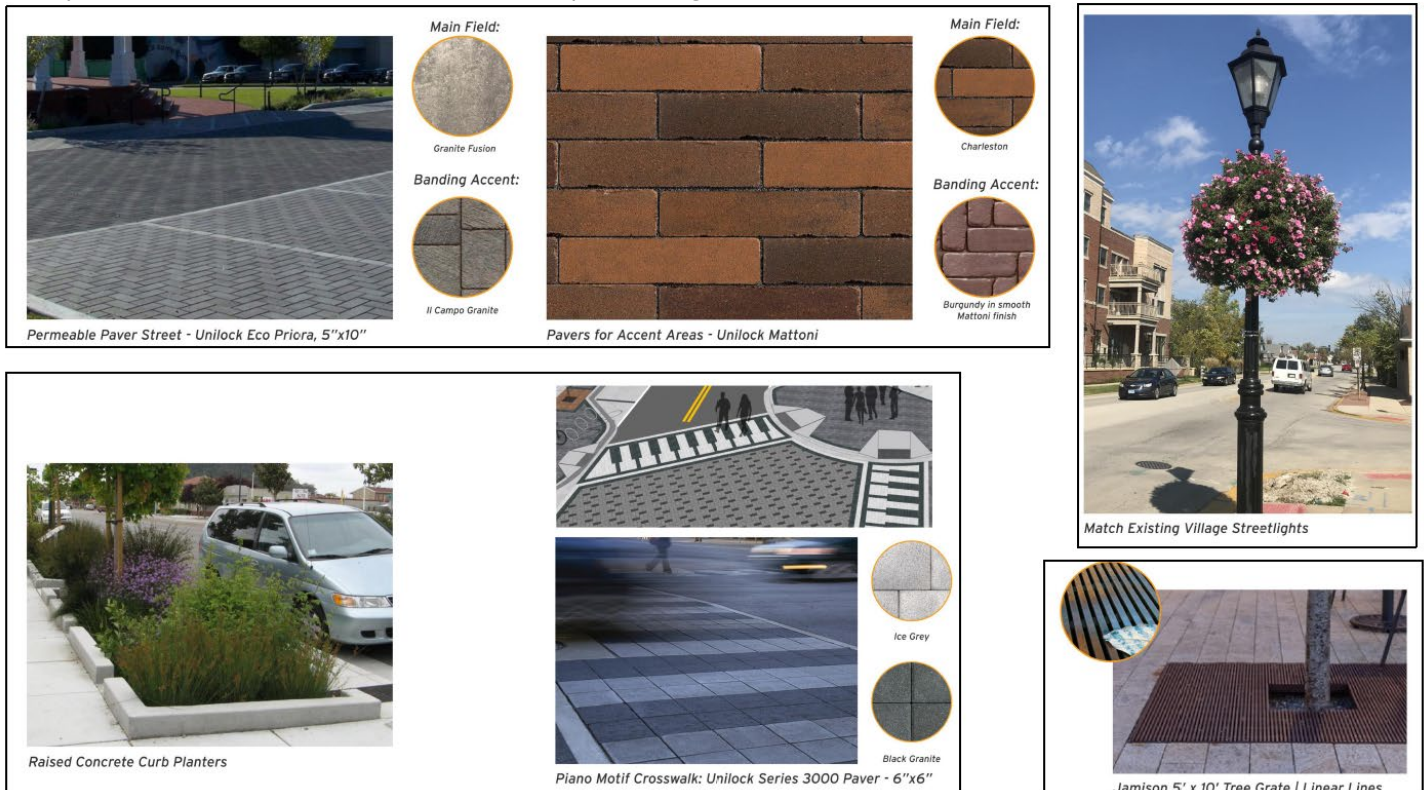 Main Field:
Granite Fusion
Banding Accent:
Il Campo Granite
Permeable Paver Street - Unilock Eco Priora, 5"x10"
Main Field:
Charleston
Banding Accent:
Burgundy in smooth
Mattoni finish
Pavers for Accent Areas - Unilock Mattoni
Match Existing Village Streetlights
Raised Concrete Curb Planters
Ice Grey
Black Granite
Piano Motif Crosswalk: Unilock Series 3000 Paver - 6"x6"
Jamison 5' x 10' Tree Grate | Linear Lines